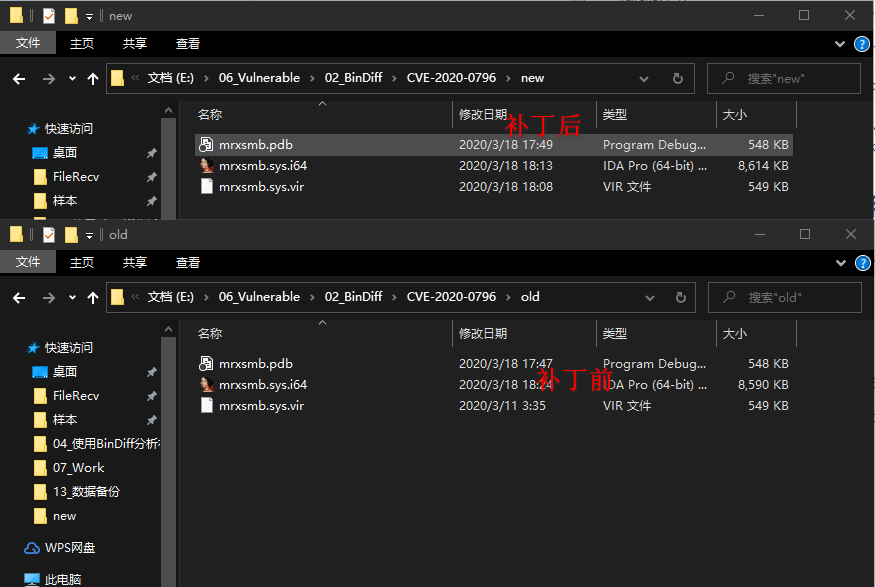 new
文件 主页 共享 查看
文档 (E:) › 06_Vulnerable › 02_BinDiff › CVE-2020-0796 › new 搜索"new"
名称 修改日期 类型 大小
补丁后
快速访问
桌面
FileRecv
样本
mrxsmb.pdb 2020/3/18 17:49 Program Debug... 548 KB
mrxsmb.sys.i64 2020/3/18 18:13 IDA Pro (64-bit) ... 8,614 KB
mrxsmb.sys.vir 2020/3/18 18:08 VIR 文件 549 KB
old
文件 主页 共享 查看
文档 (E:) › 06_Vulnerable › 02_BinDiff › CVE-2020-0796 › old 搜索"old"
名称 修改日期 类型 大小
mrxsmb.pdb 2020/3/18 17:47 Program Debug... 548 KB
补丁前
mrxsmb.sys.i64 2020/3/18 18:24 IDA Pro (64-bit) ... 8,590 KB
mrxsmb.sys.vir 2020/3/11 3:35 VIR 文件 549 KB
快速访问
桌面
FileRecv
样本
04_使用BinDiff分析
07_Work
13_数据备份
new
WPS网盘
此电脑